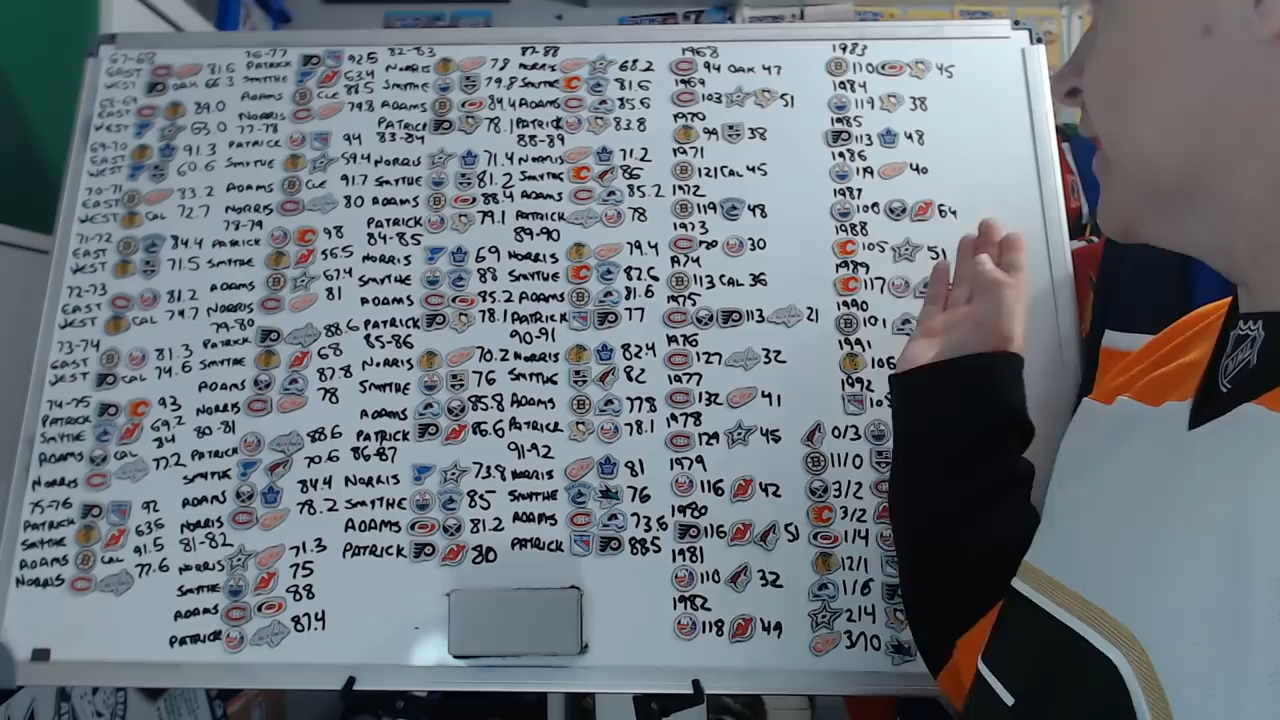 67-68
EAST 81.6
WEST OAK 66.3
68-69
EAST 89.0
WEST 63.0
69-70
EAST 91.3
WEST 60.6
70-71
EAST 83.2
WEST CAL 72.7
71-72
EAST 84.4
WEST 71.5
72-73
EAST 81.2
WEST CAL 74.7
73-74
EAST 81.3
WEST CAL 74.6
74-75
PATRICK 93
SMYTHE 69.2
ADAMS CAL 84
NORRIS 77.2
75-76
PATRICK 92
SMYTHE 63.5
ADAMS CAL 91.5
NORRIS 77.6
76-77
PATRICK 92.5
SMYTHE 63.4
ADAMS CLE 88.5
NORRIS 79.8
77-78
PATRICK 94
SMYTHE 59.4
ADAMS CLE 91.7
NORRIS 80
78-79
PATRICK 98
SMYTHE 56.5
ADAMS 67.4
NORRIS 81
79-80
PATRICK 88.6
SMYTHE 68
ADAMS 87.8
NORRIS 78
80-81
PATRICK 88.6
SMYTHE 70.6
ADAMS 84.4
NORRIS 78.2
81-82
NORRIS 71.3
SMYTHE 75
ADAMS 88
PATRICK 87.4
82-83
NORRIS 78
SMYTHE 79.8
ADAMS 84.4
PATRICK 78.1
83-84
NORRIS 71.4
SMYTHE 81.2
ADAMS 88.4
PATRICK 79.1
84-85
NORRIS 69
SMYTHE 88
ADAMS 85.2
PATRICK 78.1
85-86
NORRIS 70.2
SMYTHE 76
ADAMS 85.8
PATRICK 86.6
86-87
NORRIS 73.8
SMYTHE 85
ADAMS 81.2
PATRICK 80
87-88
NORRIS 68.2
SMYTHE 81.6
ADAMS 85.6
PATRICK 83.8
88-89
NORRIS 71.2
SMYTHE 86
ADAMS 85.2
PATRICK 78
89-90
NORRIS 79.4
SMYTHE 82.6
ADAMS 81.6
PATRICK 77
90-91
NORRIS 82.4
SMYTHE 82
ADAMS 77.8
PATRICK 78.1
91-92
NORRIS 81
SMYTHE 76
ADAMS 73.6
PATRICK 88.5
1968
94 OAK 47
1969
103 51
1970
99 38
1971
121 CAL 45
1972
119 48
1973
120 30
1974
113 CAL 36
1975
113 21
1976
127 32
1977
132 41
1978
129 45
1979
116 42
1980
116 51
1981
110 32
1982
118 49
1983
110 45
1984
119 38
1985
113 48
1986
119 40
1987
106 64
1988
105 51
1989
117
1990
101
1991
106
1992
0/3
11/0
3/2
3/2
1/4
12/1
1/6
2/4
3/10
NHL